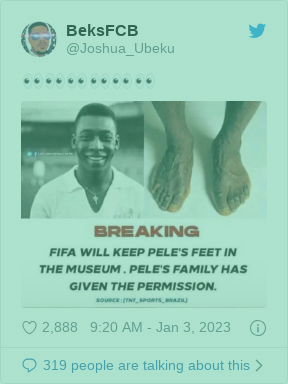 BeksFCB
@Joshua_Ubeku
BREAKING
FIFA WILL KEEP PELE'S FEET IN
THE MUSEUM . PELE'S FAMILY HAS
GIVEN THE PERMISSION.
SOURCE : [TNT_SPORTS_BRAZIL]
2,888 9:20 AM - Jan 3, 2023
319 people are talking about this